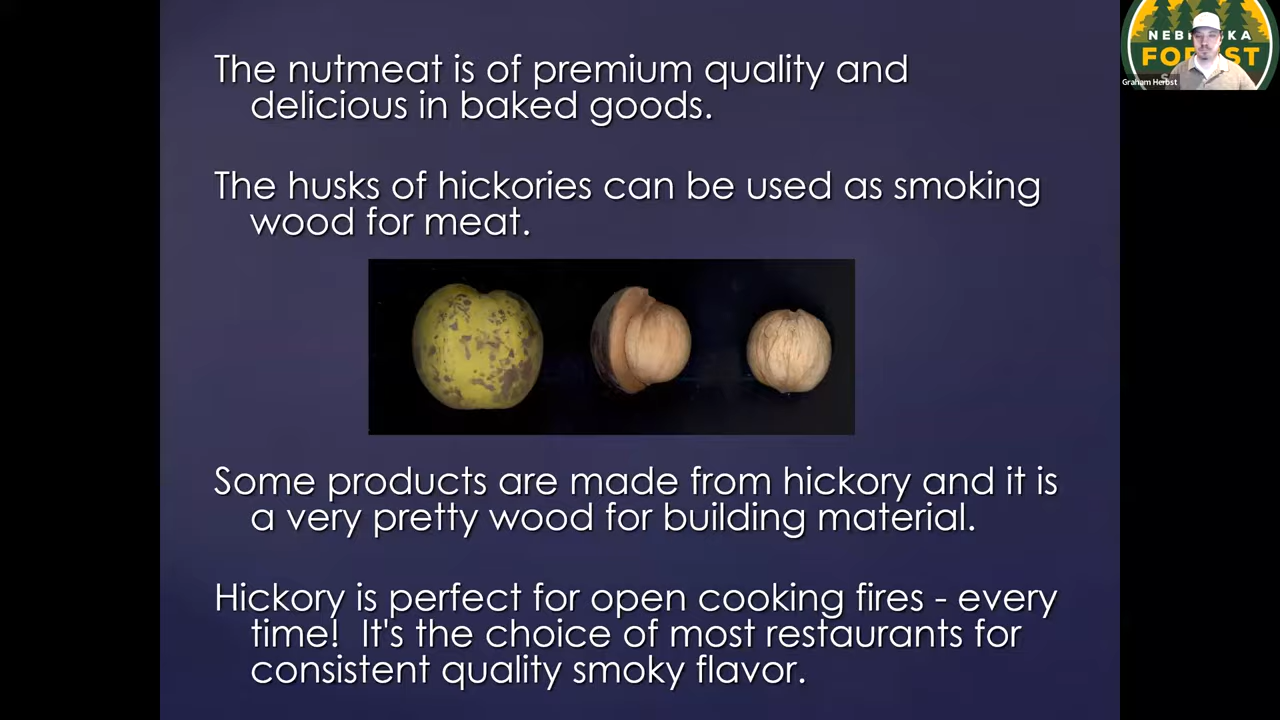 The nutmeat is of premium quality and
delicious in baked goods.
The husks of hickories can be used as smoking
wood for meat.
Some products are made from hickory and it is
a very pretty wood for building material.
Hickory is perfect for open cooking fires - every
time!  It's the choice of most restaurants for
consistent quality smoky flavor.
Graham Herbst